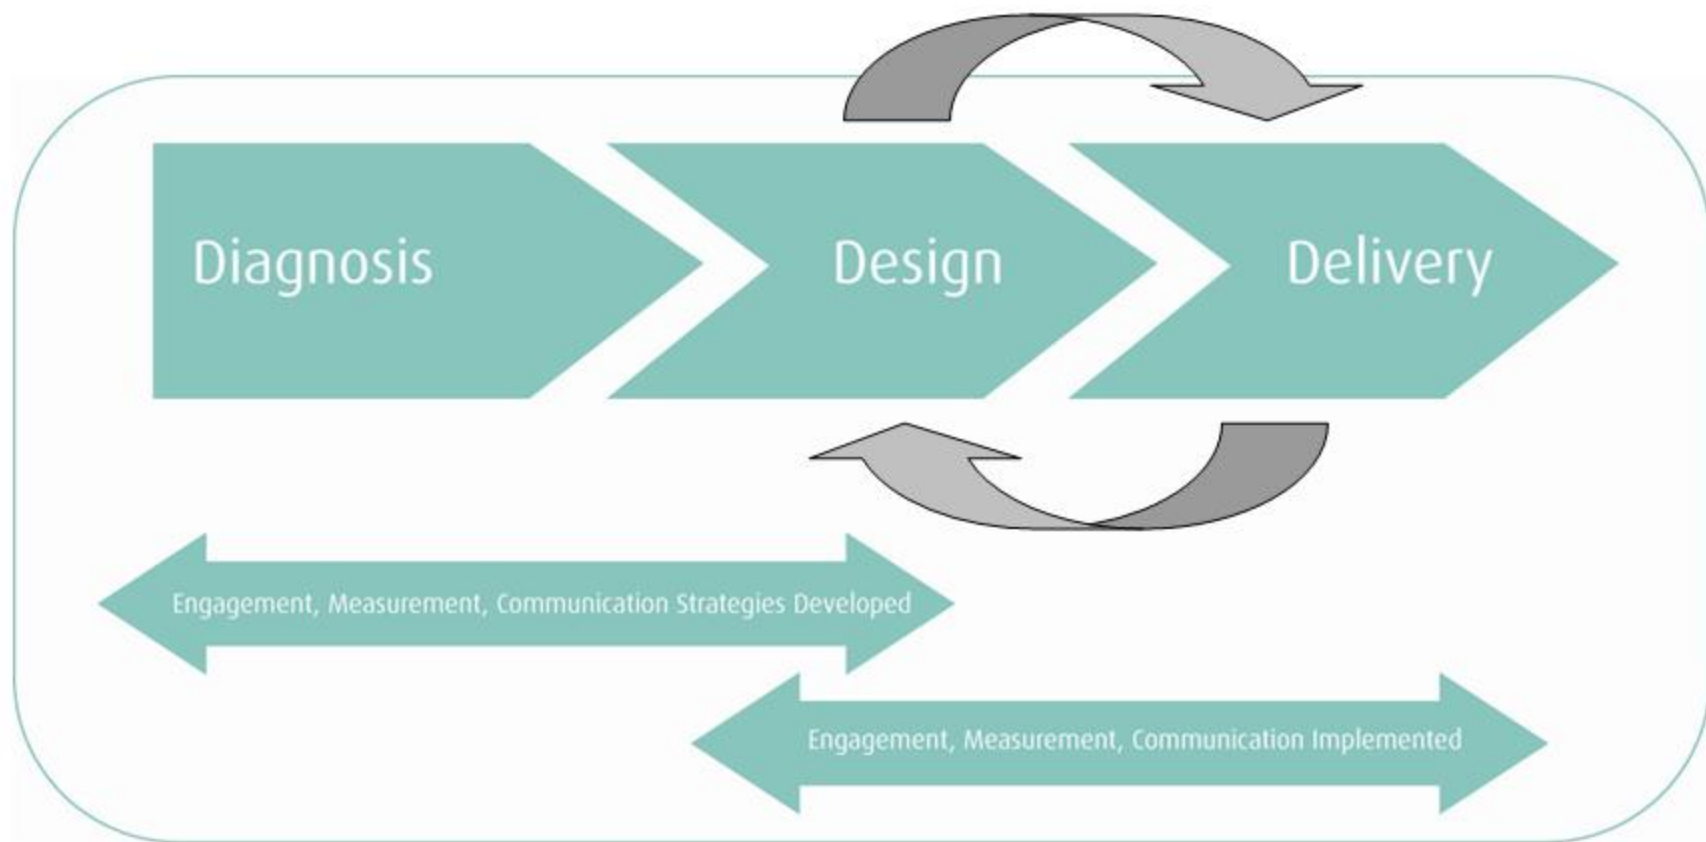 Diagnosis
Design
Delivery
Engagement, Measurement, Communication Strategies Developed
Engagement, Measurement, Communication Implemented